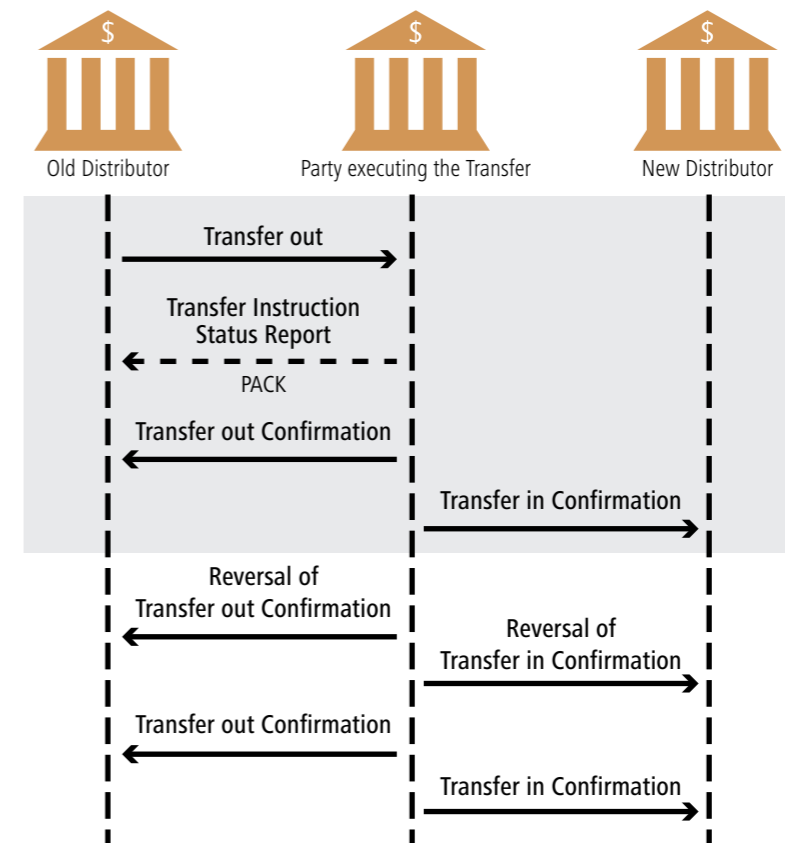 $ $ $
Old Distributor Party executing the Transfer New Distributor
Transfer out
Transfer Instruction
Status Report
PACK
Transfer out Confirmation
Transfer in Confirmation
Reversal of
Transfer out Confirmation
Reversal of
Transfer in Confirmation
Transfer out Confirmation
Transfer in Confirmation